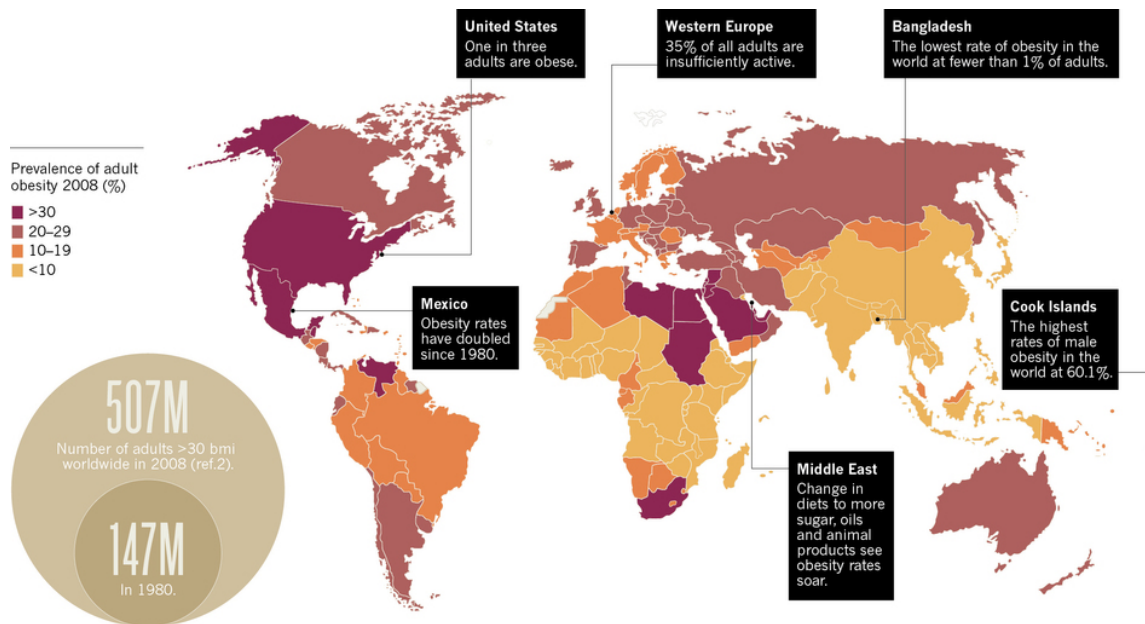 United States
One in three
adults are obese.
Western Europe
35% of all adults are
insufficiently active.
Bangladesh
The lowest rate of obesity in the
world at fewer than 1% of adults.
Prevalence of adult
obesity 2008 (%)
>30
20–29
10–19
<10
Mexico
Obesity rates
have doubled
since 1980.
Cook Islands
The highest
rates of male
obesity in the
world at 60.1%.
507M
Number of adults >30 bmi
worldwide in 2008 (ref.2).
147M
In 1980.
Middle East
Change in
diets to more
sugar, oils
and animal
products see
obesity rates
soar.